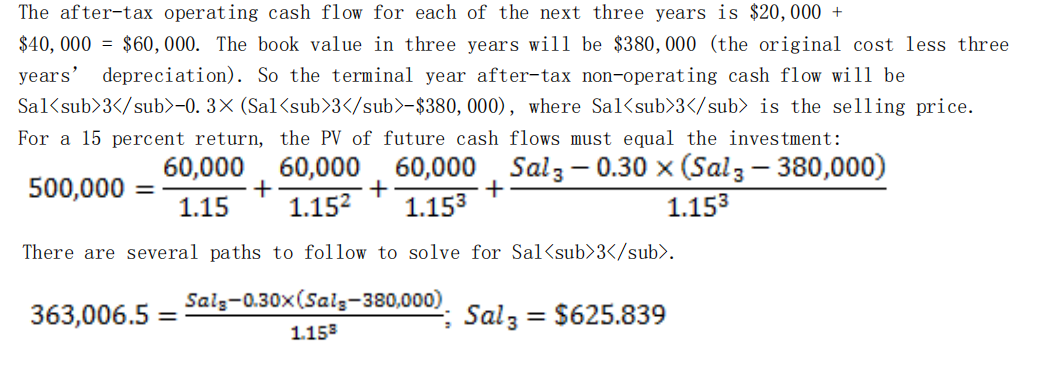 The after-tax operating cash flow for each of the next three years is $20,000 +
$40,000 = $60,000. The book value in three years will be $380,000 (the original cost less three
years’ depreciation). So the terminal year after-tax non-operating cash flow will be
Sal<sub>3</sub>-0.3×(Sal<sub>3</sub>-$380,000), where Sal<sub>3</sub> is the selling price.
For a 15 percent return, the PV of future cash flows must equal the investment:
500,000 = 60,000/1.15 + 60,000/1.15² + 60,000/1.15³ + (Sal₃ − 0.30 × (Sal₃ − 380,000))/1.15³
There are several paths to follow to solve for Sal<sub>3</sub>.
363,006.5 = (Sal₃−0.30×(Sal₃−380,000))/1.15³; Sal₃ = $625.839